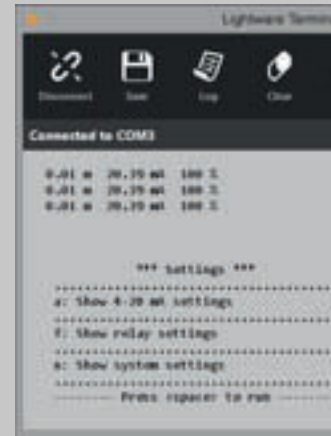 Lightware Termin
Disconnect Save Log Clear
Connected to COM3
0.01 m 20.39 mA 100 %
0.01 m 20.39 mA 100 %
0.01 m 20.39 mA 100 %
*** Settings ***
a: Show 4-20 mA settings
f: Show relay settings
m: Show system settings
Press <space> to run